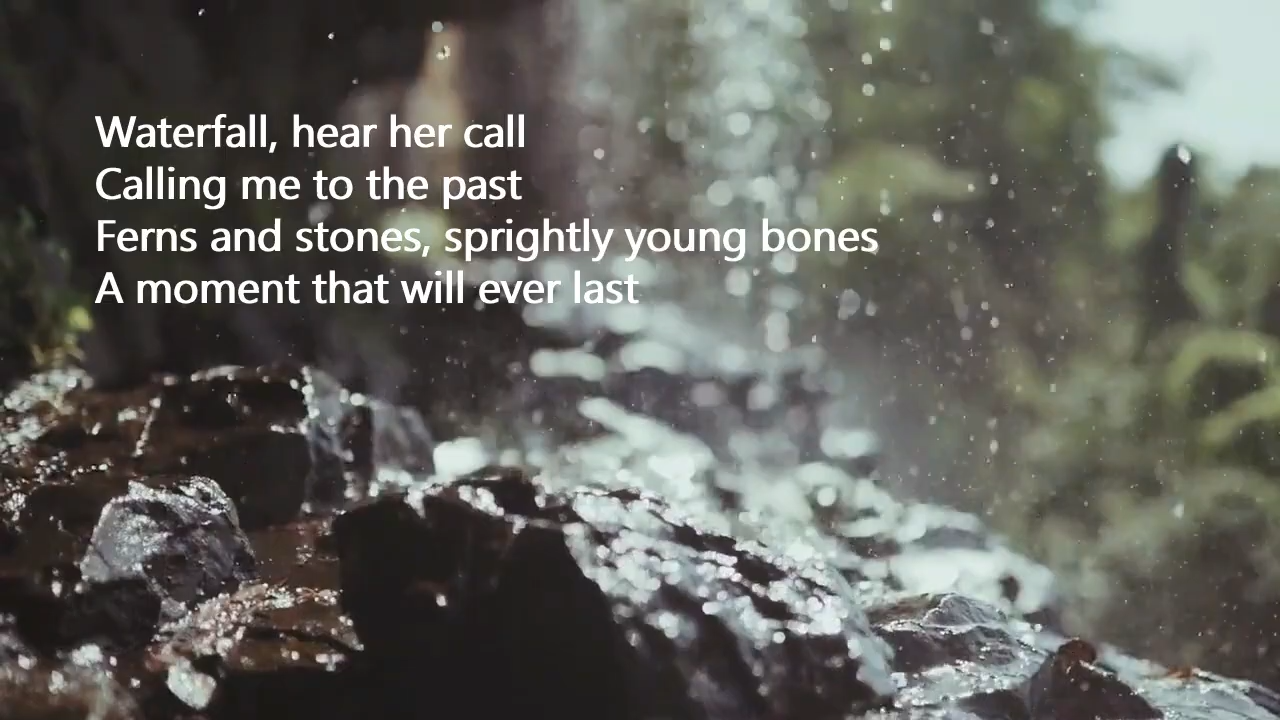 Waterfall, hear her call
Calling me to the past
Ferns and stones, sprightly young bones
A moment that will ever last